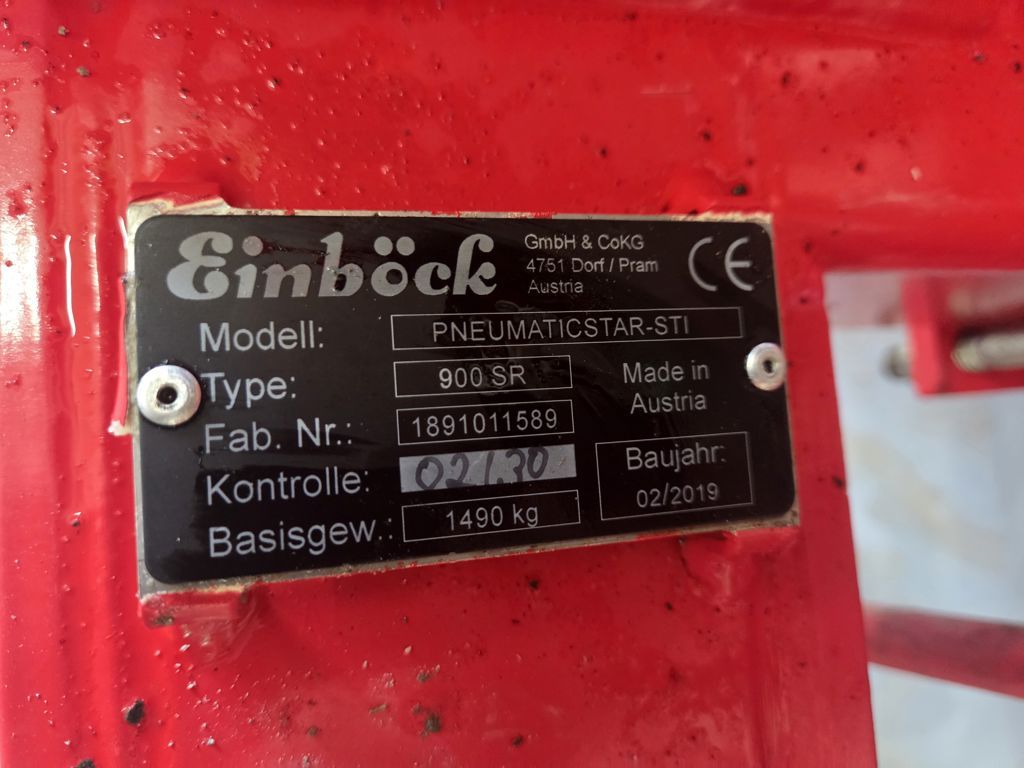 Einböck GmbH & CoKG
4751 Dorf / Pram
Austria
CE
Modell: PNEUMATICSTAR-STI
Type: 900 SR
Made in
Austria
Fab. Nr.: 1891011589
Kontrolle:
Baujahr:
02/2019
Basisgew.: 1490 kg